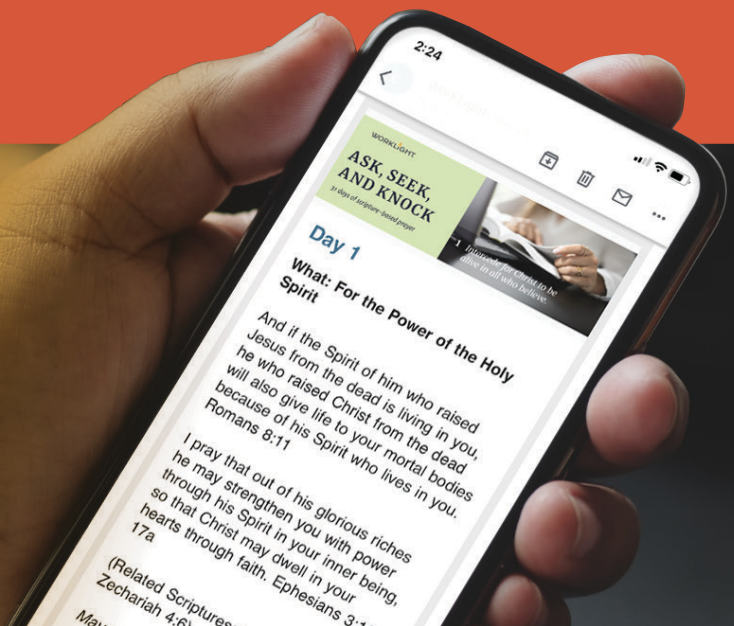 2:24
WORKLIGHT
ASK, SEEK,
AND KNOCK
31 days of scripture-based prayer
1 Intercede for Christ to be
alive in all who believe.
Day 1
What: For the Power of the Holy
Spirit
And if the Spirit of him who raised
Jesus from the dead is living in you,
he who raised Christ from the dead
will also give life to your mortal bodies
because of his Spirit who lives in you.
Romans 8:11
I pray that out of his glorious riches
he may strengthen you with power
through his Spirit in your inner being,
so that Christ may dwell in your
hearts through faith. Ephesians 3:16
17a
(Related Scriptures
Zechariah 4:6)
May